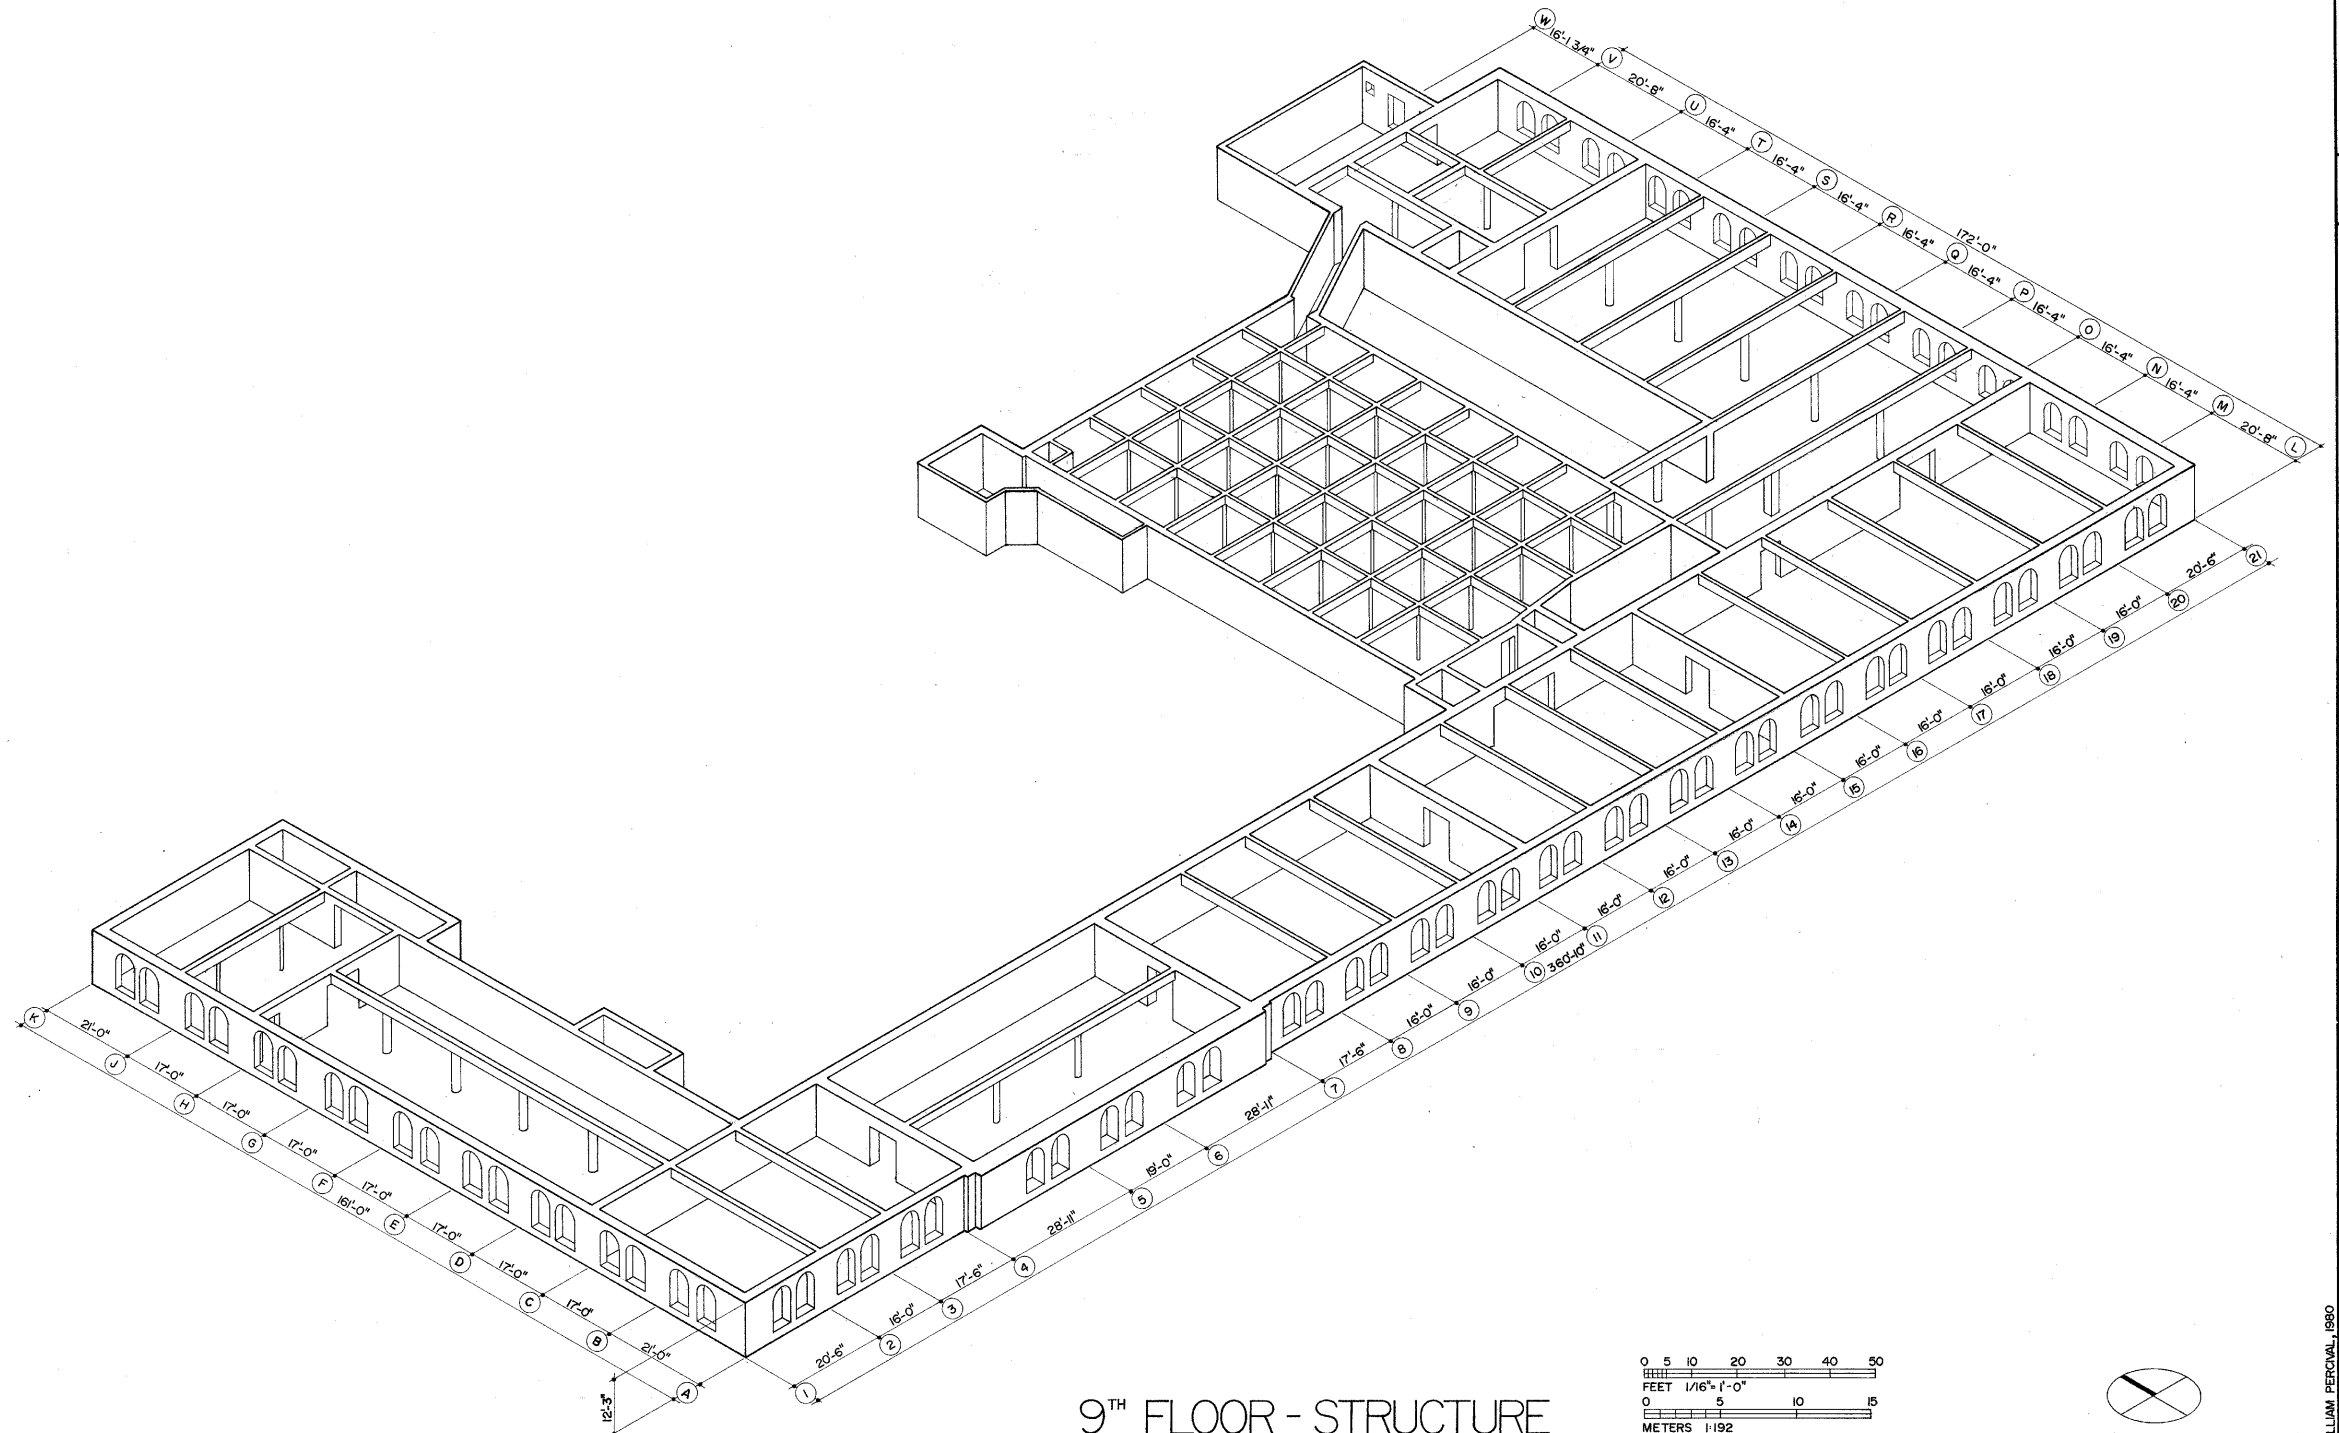 W
16'-1 3/4"
V
20'-8"
U
16'-4"
T
16'-4"
S
16'-4"
R
16'-4"
172'-0"
Q
16'-4"
P
16'-4"
O
16'-4"
N
16'-4"
M
20'-8"
L
21
20'-6"
20
16'-0"
19
16'-0"
18
16'-0"
17
16'-0"
16
16'-0"
15
16'-0"
14
16'-0"
13
16'-0"
12
16'-0"
11
16'-0"
10
360'-10"
16'-0"
9
16'-0"
8
17'-6"
7
28'-11"
6
19'-0"
5
28'-11"
4
17'-6"
3
16'-0"
2
20'-6"
1
K
21'-0"
J
17'-0"
H
17'-0"
G
17'-0"
F
161'-0"
17'-0"
E
17'-0"
D
17'-0"
C
17'-0"
B
21'-0"
A
12'-3"
9TH FLOOR - STRUCTURE
0 5 10 20 30 40 50
FEET 1/16"=1'-0"
0 5 10 15
METERS 1:192
LLIAM PERCIVAL, 1980